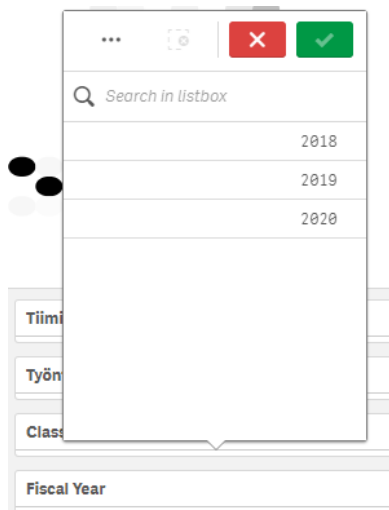 Search in listbox
2018
2019
2020
Tiimi
Työn
Class
Fiscal Year